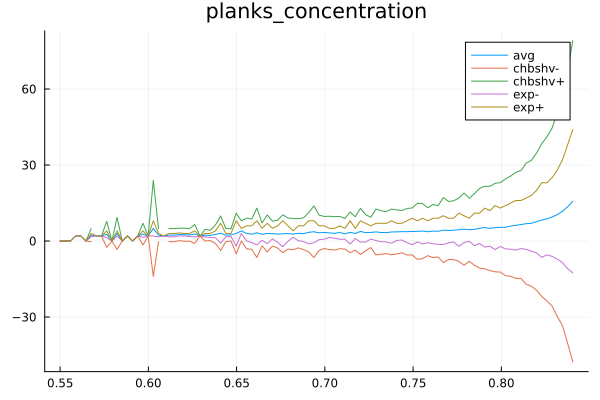 planks_concentration
avg
chbshv-
chbshv+
exp-
exp+
60
30
0
−30
0.55 0.60 0.65 0.70 0.75 0.80